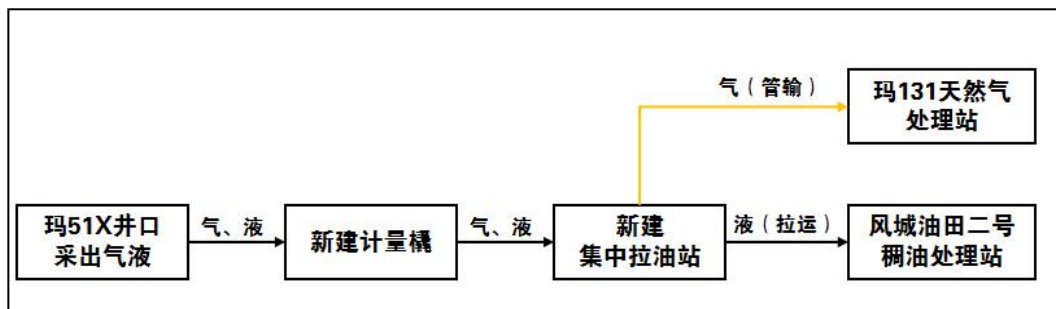 气（管输）
玛131天然气
处理站
玛51X井口
采出气液
气、液
新建计量橇
气、液
新建
集中拉油站
液（拉运）
风城油田二号
稠油处理站